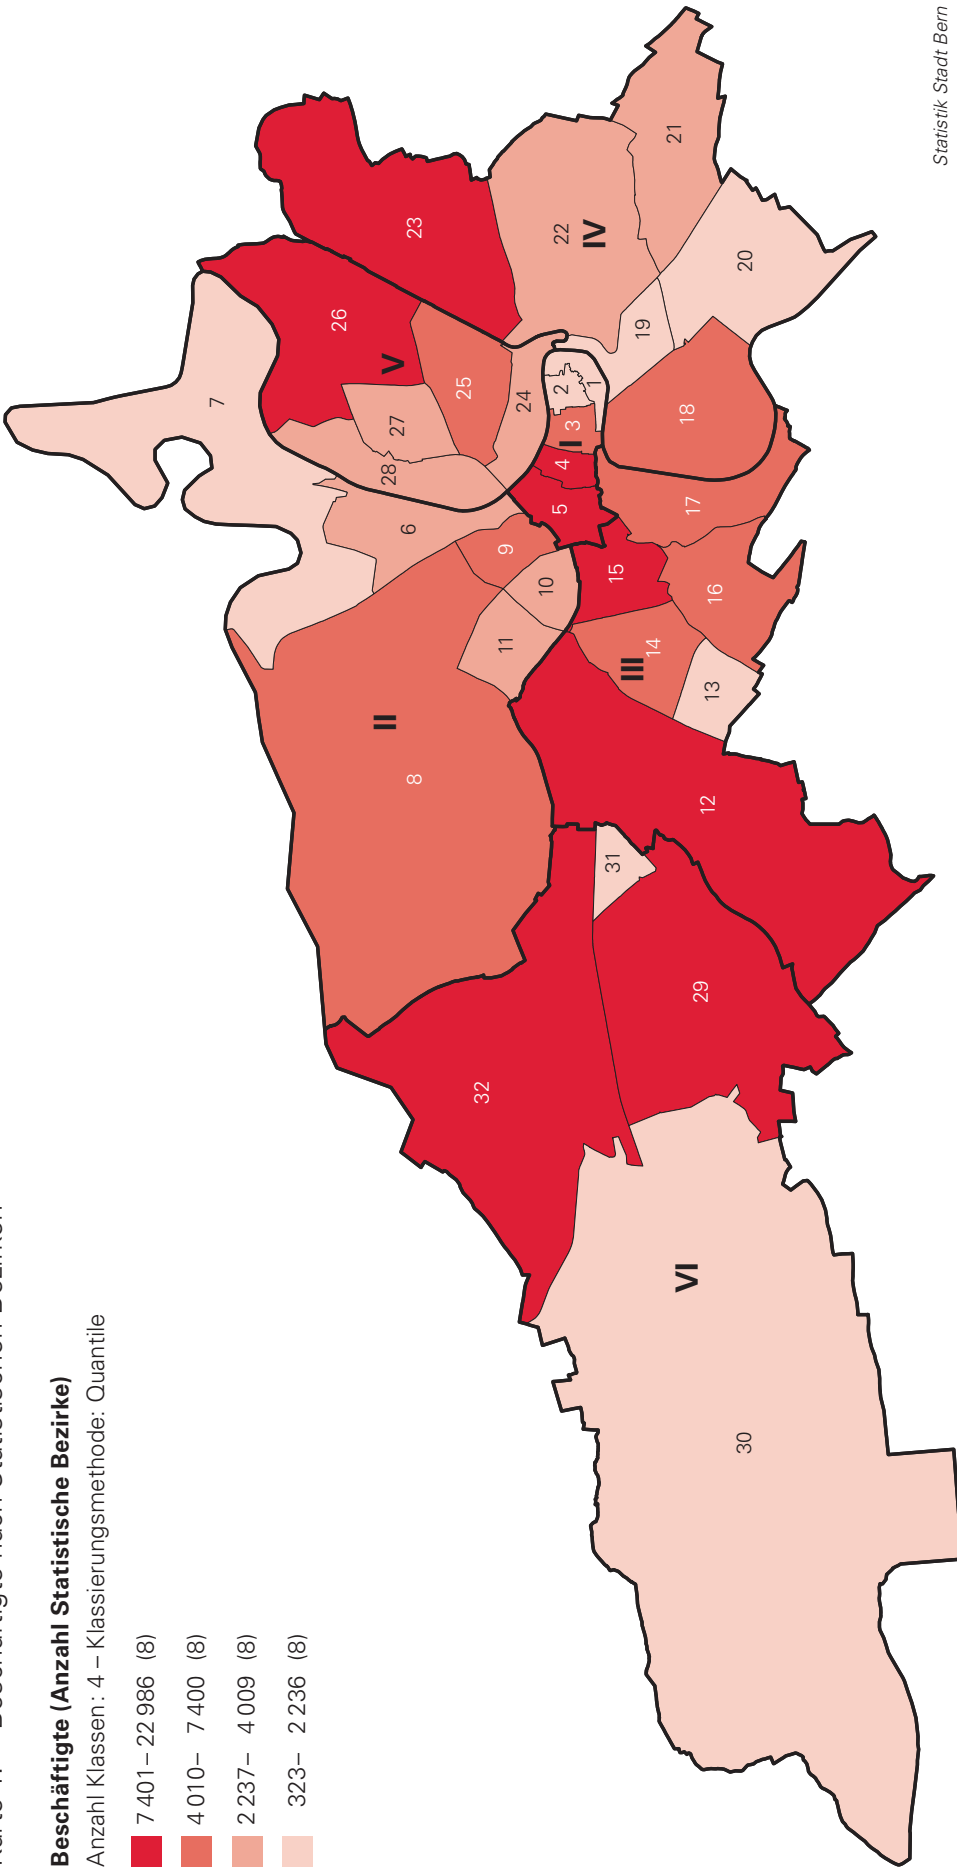 Beschäftigte (Anzahl Statistische Bezirke)
Anzahl Klassen: 4 – Klassierungsmethode: Quantile
7 401 – 22 986 (8)
4 010 – 7 400 (8)
2 237 – 4 009 (8)
323 – 2 236 (8)
7
26
23
V
25
27
28
24
22
IV
21
20
19
18
2
1
3
I
4
5
6
9
10
11
II
8
17
15
16
14
III
13
12
31
29
32
VI
30
Statistik Stadt Bern